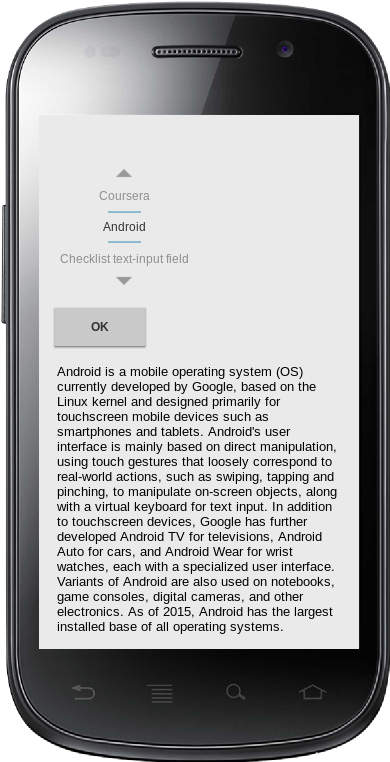 Coursera
Android
Checklist text-input field
OK
Android is a mobile operating system (OS)
currently developed by Google, based on the
Linux kernel and designed primarily for
touchscreen mobile devices such as
smartphones and tablets. Android's user
interface is mainly based on direct manipulation,
using touch gestures that loosely correspond to
real-world actions, such as swiping, tapping and
pinching, to manipulate on-screen objects, along
with a virtual keyboard for text input. In addition
to touchscreen devices, Google has further
developed Android TV for televisions, Android
Auto for cars, and Android Wear for wrist
watches, each with a specialized user interface.
Variants of Android are also used on notebooks,
game consoles, digital cameras, and other
electronics. As of 2015, Android has the largest
installed base of all operating systems.